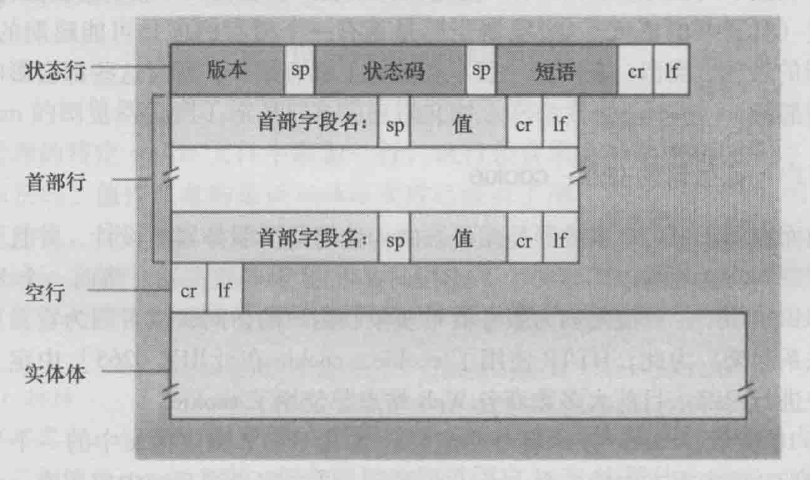 状态行 版本 sp 状态码 sp 短语 cr lf
首部字段名: sp 值 cr lf
首部行
首部字段名: sp 值 cr lf
空行 cr lf
实体体